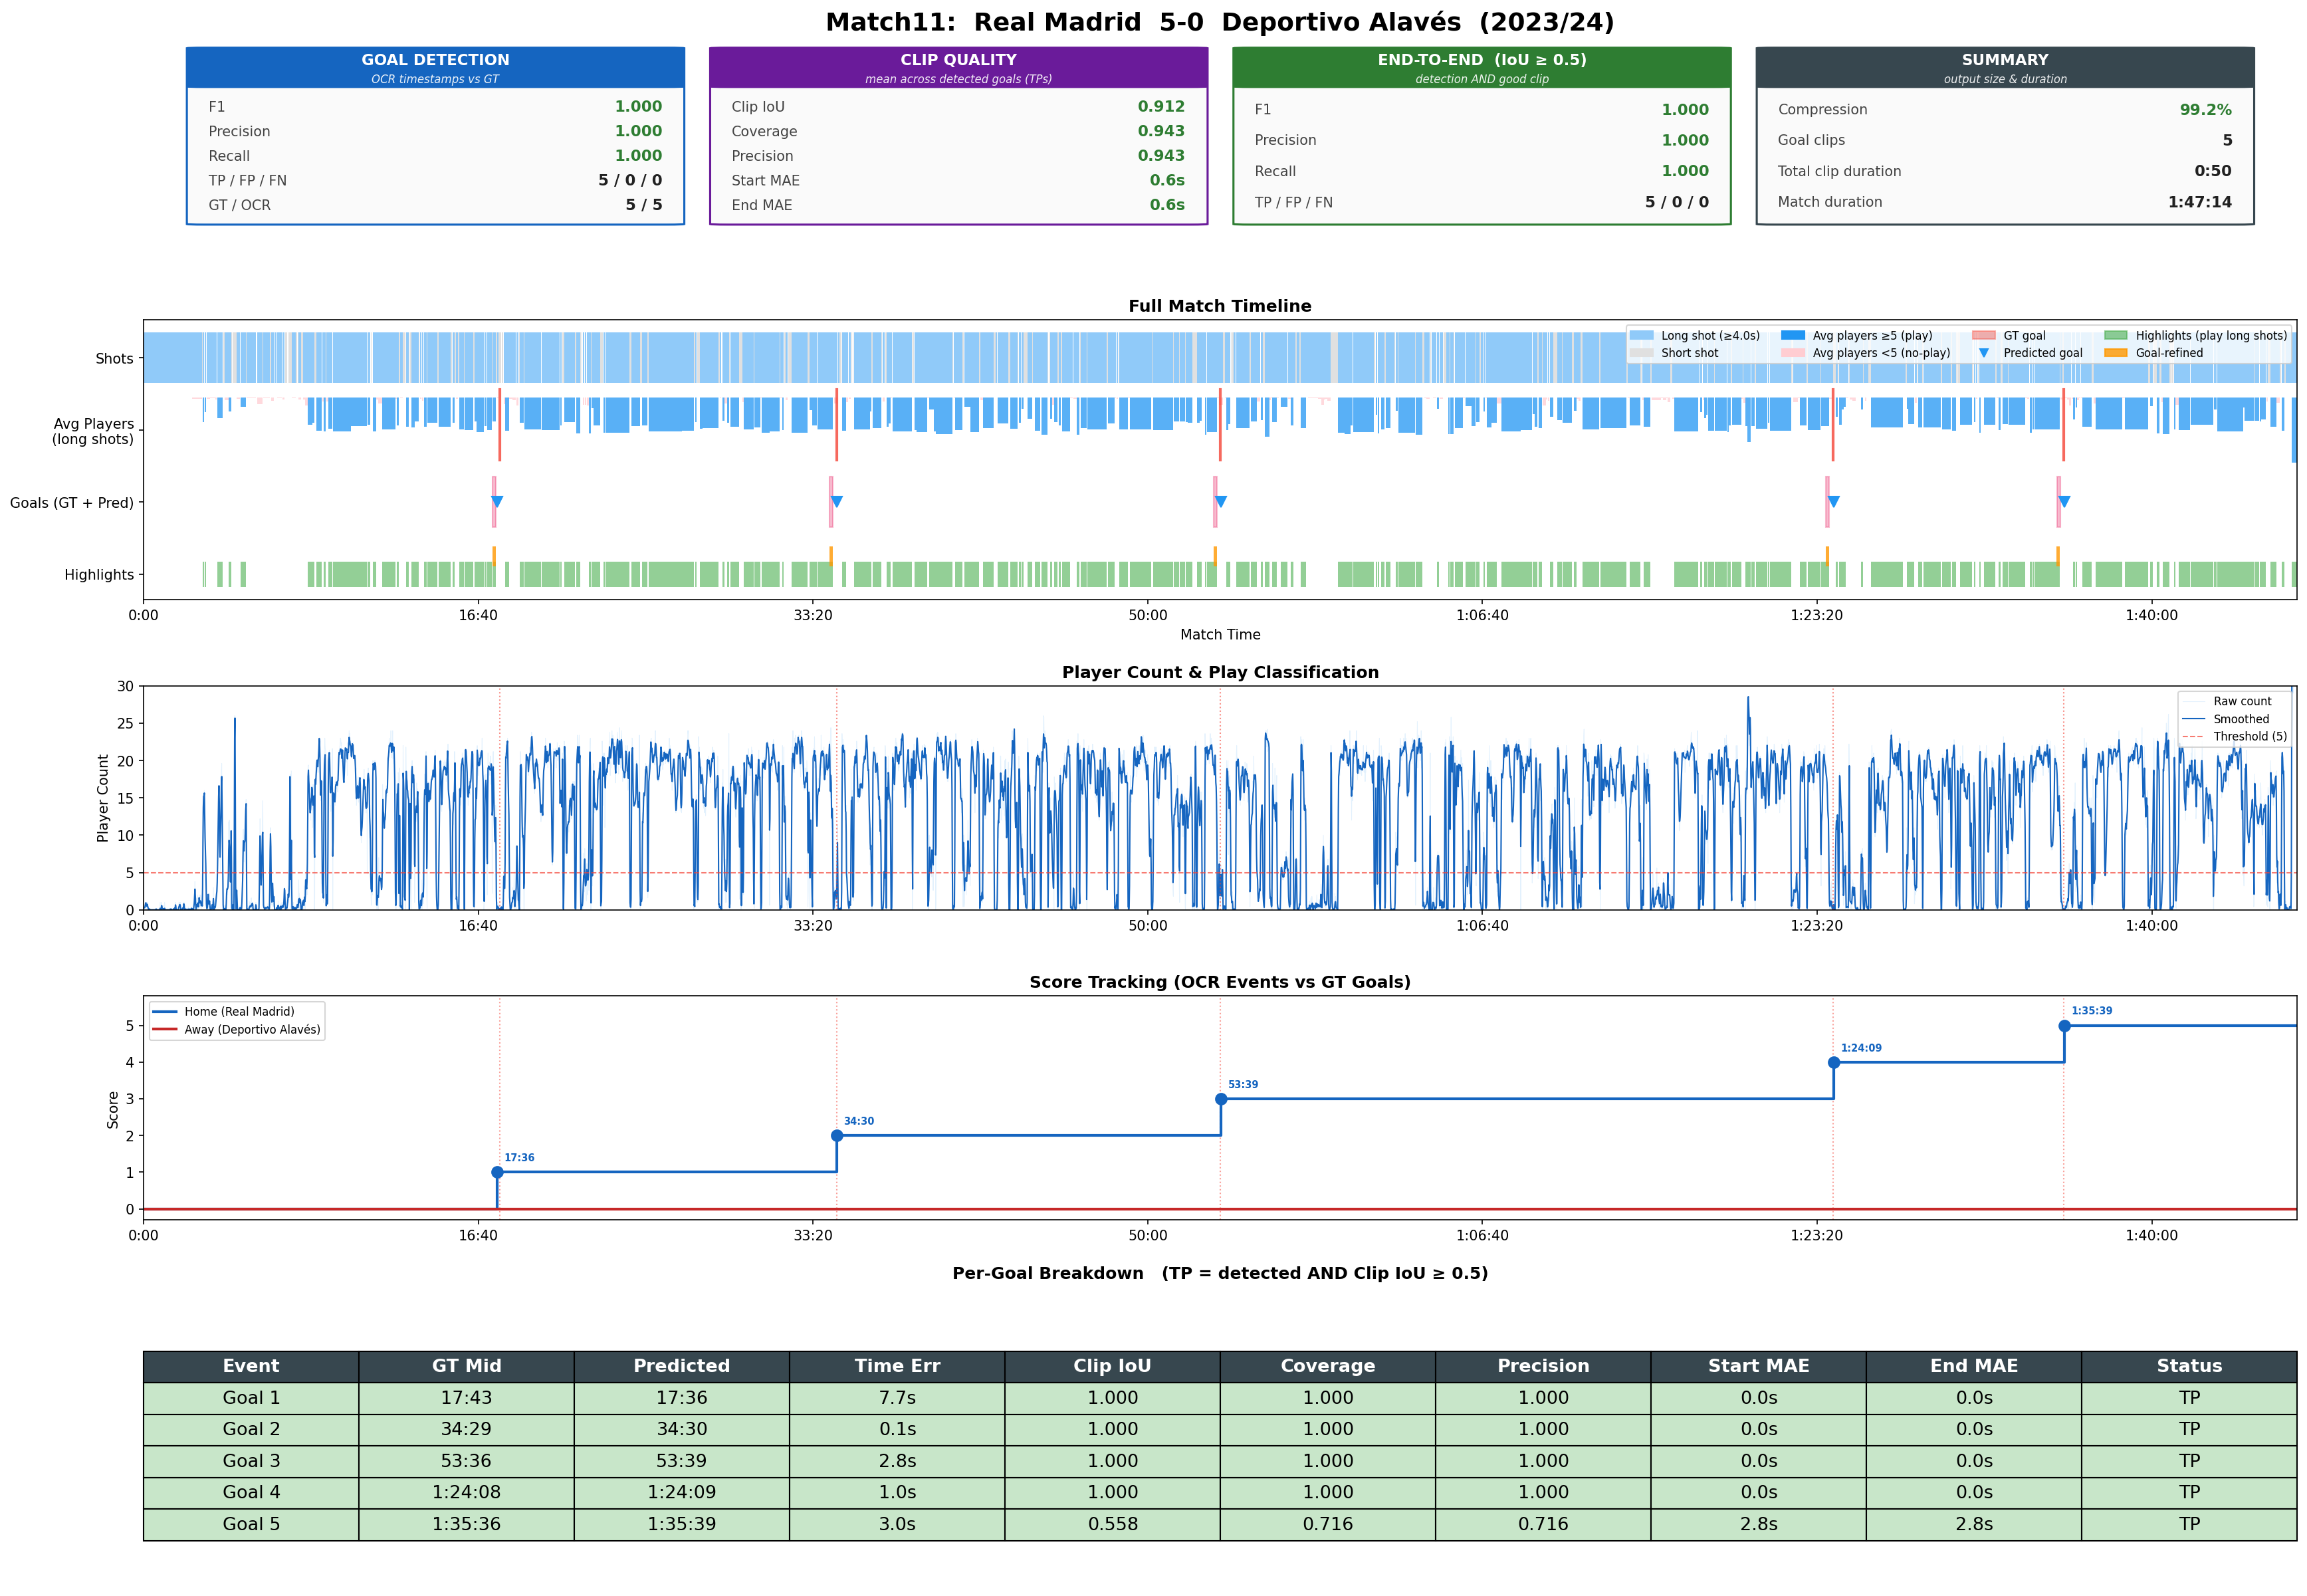 Match11:  Real Madrid  5-0  Deportivo Alavés  (2023/24)
GOAL DETECTION
OCR timestamps vs GT
F1 1.000
Precision 1.000
Recall 1.000
TP / FP / FN 5 / 0 / 0
GT / OCR 5 / 5
CLIP QUALITY
mean across detected goals (TPs)
Clip IoU 0.912
Coverage 0.943
Precision 0.943
Start MAE 0.6s
End MAE 0.6s
END-TO-END  (IoU ≥ 0.5)
detection AND good clip
F1 1.000
Precision 1.000
Recall 1.000
TP / FP / FN 5 / 0 / 0
SUMMARY
output size & duration
Compression 99.2%
Goal clips 5
Total clip duration 0:50
Match duration 1:47:14
Full Match Timeline
Long shot (≥4.0s) Avg players ≥5 (play) GT goal Highlights (play long shots)
Short shot Avg players <5 (no-play) Predicted goal Goal-refined
Shots
Avg Players
(long shots)
Goals (GT + Pred)
Highlights
0:00 16:40 33:20 50:00 1:06:40 1:23:20 1:40:00
Match Time
Player Count & Play Classification
Raw count
Smoothed
Threshold (5)
Player Count
30
25
20
15
10
5
0
0:00 16:40 33:20 50:00 1:06:40 1:23:20 1:40:00
Score Tracking (OCR Events vs GT Goals)
Home (Real Madrid)
Away (Deportivo Alavés)
Score
5
4
3
2
1
0
17:36
34:30
53:39
1:24:09
1:35:39
0:00 16:40 33:20 50:00 1:06:40 1:23:20 1:40:00
Per-Goal Breakdown   (TP = detected AND Clip IoU ≥ 0.5)
Event GT Mid Predicted Time Err Clip IoU Coverage Precision Start MAE End MAE Status
Goal 1 17:43 17:36 7.7s 1.000 1.000 1.000 0.0s 0.0s TP
Goal 2 34:29 34:30 0.1s 1.000 1.000 1.000 0.0s 0.0s TP
Goal 3 53:36 53:39 2.8s 1.000 1.000 1.000 0.0s 0.0s TP
Goal 4 1:24:08 1:24:09 1.0s 1.000 1.000 1.000 0.0s 0.0s TP
Goal 5 1:35:36 1:35:39 3.0s 0.558 0.716 0.716 2.8s 2.8s TP